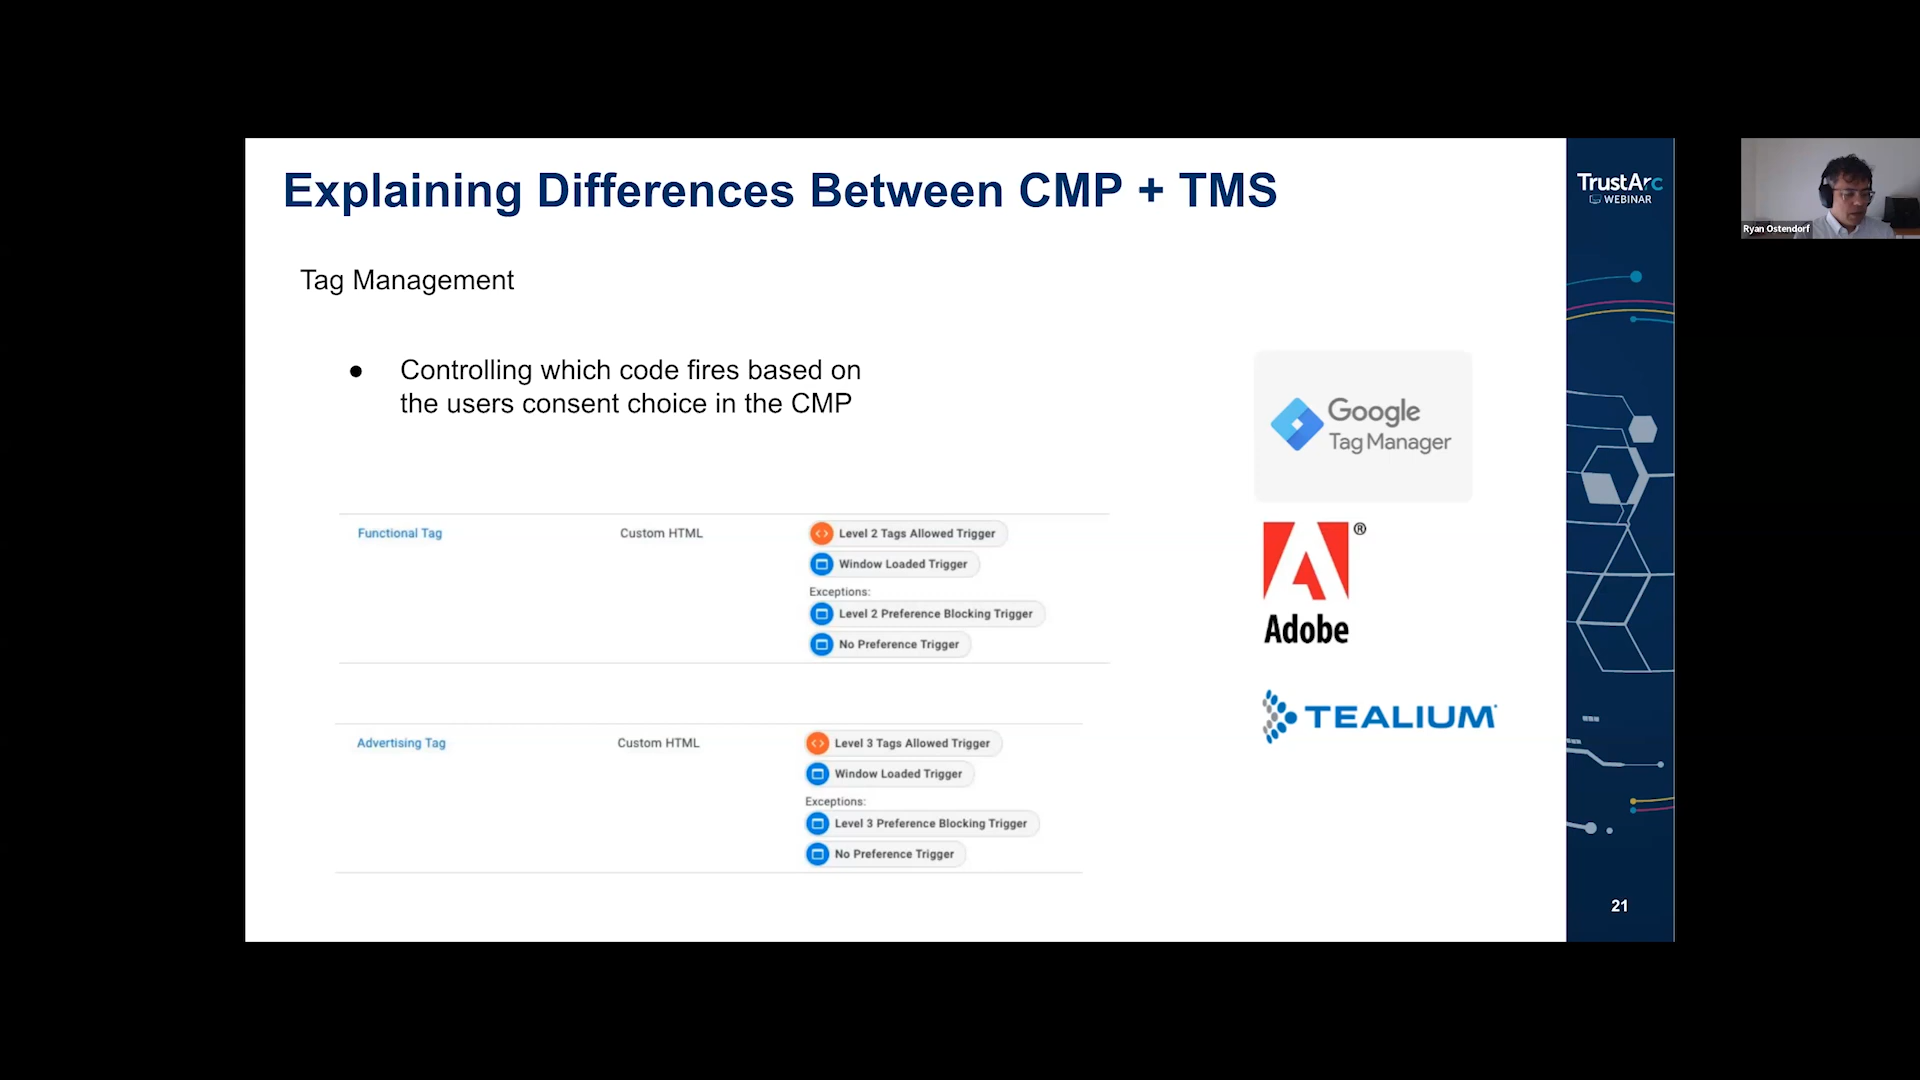 Explaining Differences Between CMP + TMS
TrustArc
WEBINAR
Ryan Ostendorf
Tag Management
● Controlling which code fires based on
the users consent choice in the CMP
Google
Tag Manager
Functional Tag Custom HTML Level 2 Tags Allowed Trigger
Window Loaded Trigger
Exceptions:
Level 2 Preference Blocking Trigger
No Preference Trigger
®
Adobe
TEALIUM
Advertising Tag Custom HTML Level 3 Tags Allowed Trigger
Window Loaded Trigger
Exceptions:
Level 3 Preference Blocking Trigger
No Preference Trigger
21